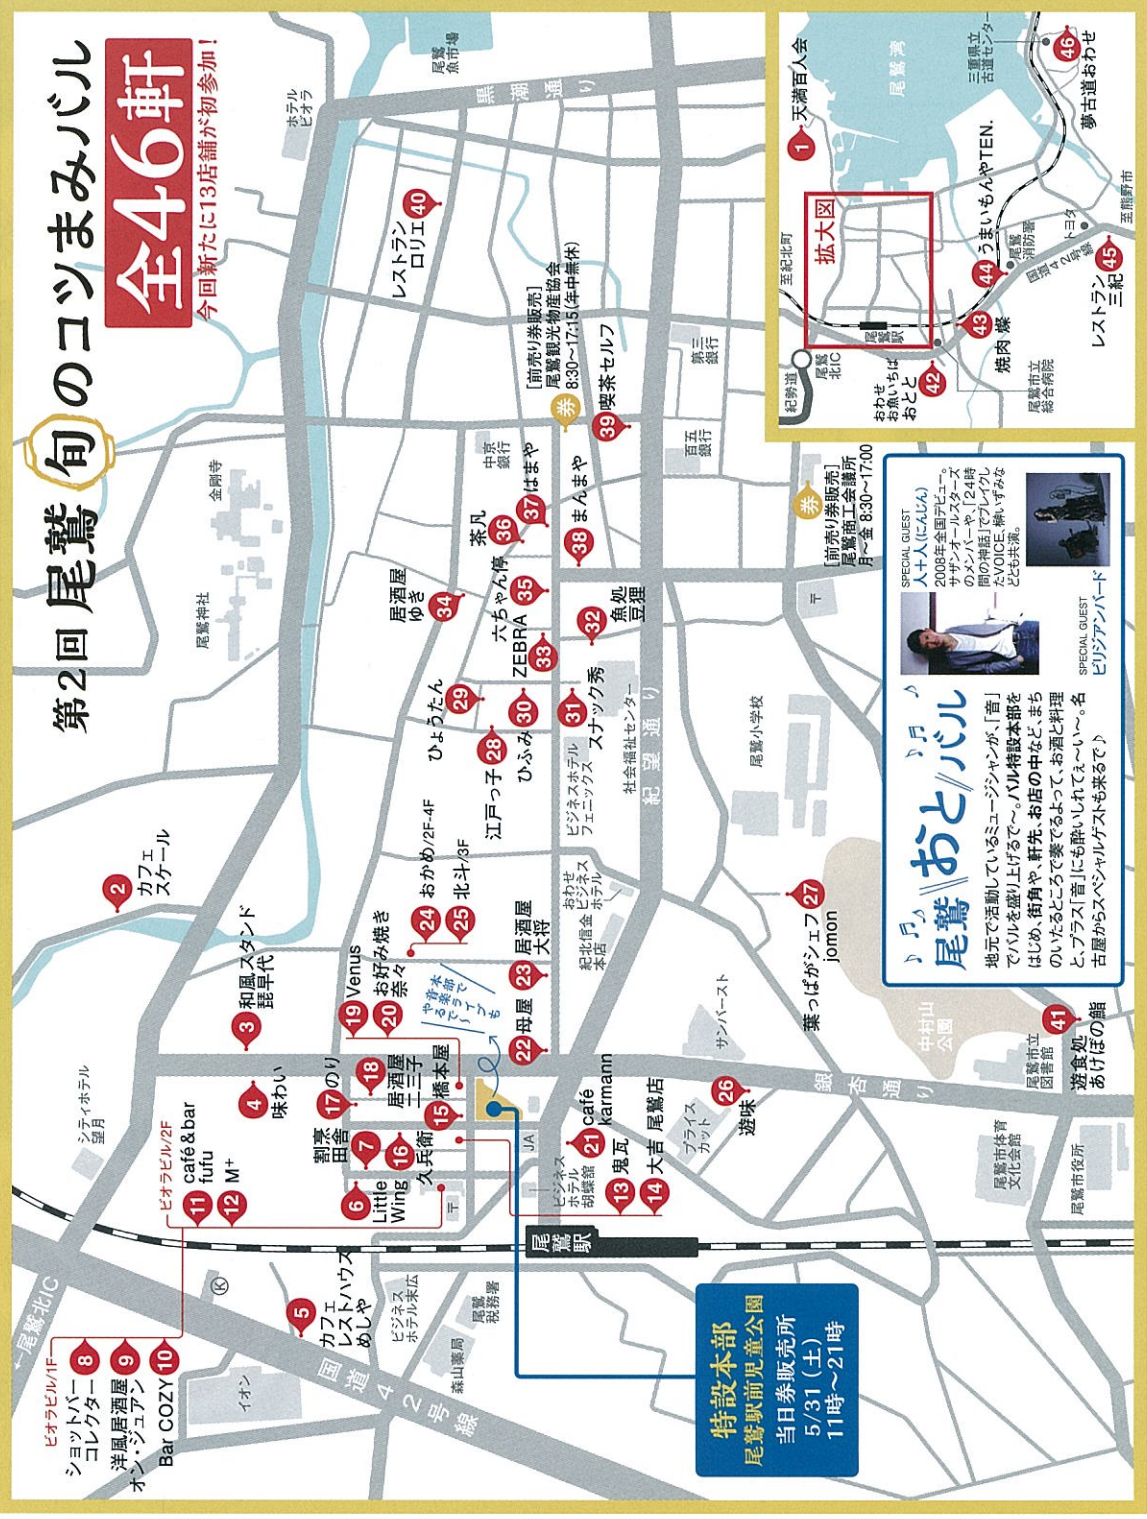 第2回 尾鷲 旬 のコツまみバル
全46軒
今回新たに13店舗が初参加!
ホテル
ビオラ
尾鷲
魚市場
黒潮通り
金剛寺
尾鷲神社
1 天満百人会
2 カフェ
スケール
3 和風スタンド
琵琶代
4 味わい
5 カフェ
レストハウス
めしや
6 Little
Wing
7 割烹
田舎
ビオラビル/1F
8 ショットバー
コレクター
9 洋風居酒屋
オン・ジュアン
10 Bar COZY
ビオラビル/2F
11 café&bar
fufu
12 M+
13 鬼瓦
14 大吉 尾鷲店
15 橋本屋
16 久兵衛
17 のり
18 居酒屋
二三子
19 Venus
20 お好み焼き
奈々
21 café
karmann
22 母屋
23 居酒屋
大将
24 おかめ/2F-4F
25 北斗/3F
26 遊味
27 葉っぱがシェフ
jomon
28 江戸っ子
29 ひょうたん
30 ひふみ
31 スナック秀
32 魚処
豆狸
33 ZEBRA
34 居酒屋
ゆき
35 六ちゃん亭
36 茶凡
37 はまや
38 まんまや
39 喫茶セルフ
40 レストラン
ロリエ
41 遊食処
あけぼの鮨
42 おわせ
お魚いちば
おとと
43 焼肉 燦
44 うまいもんやTEN.
45 レストラン
三紀
46 夢古道おわせ
券
[前売り券販売]
尾鷲観光物産協会
8:30〜17:15(年中無休)
券
[前売り券販売]
尾鷲商工会議所
月〜金 8:30〜17:00
中京
銀行
第三
銀行
百五
銀行
社会福祉センター
紀望通り
ビジネスホテル
フェニックス
おわせ
ビジネス
ホテル
紀北信金
本店
尾鷲小学校
〒
サンバースト
プライス
カット
銀杏通り
中村山
公園
尾鷲市立
図書館
尾鷲市体育
文化会館
尾鷲市役所
シティホテル
望月
JA
〒
ビジネス
ホテル
胡蝶館
尾鷲駅
ビジネス
ホテル末広
尾鷲
税務署
森山薬局
K
イオン
←尾鷲北IC
国道42号線
本部で
音楽ライブも
やるで〜
特設本部
尾鷲駅前児童公園
当日券販売所
5/31(土)
11時〜21時
拡大図
至紀北町
紀勢道
尾鷲
北IC
尾鷲駅
尾鷲市立
総合病院
尾鷲湾
三重県立
古道センター
尾鷲
消防署
国道42号線
トヨタ
至熊野市
尾鷲 おと バル
地元で活動しているミュージシャンが、「音」
でバルを盛り上げるで〜。バル特設本部を
はじめ、街角や、軒先、お店の中など、まち
のいたるところで奏でるよって、お酒と料理
と、プラス「音」にも酔いしれてぇ〜い〜。名
古屋からスペシャルゲストも来るで♪
SPECIAL GUEST
人十人(にんじん)
2008年全国デビュー。
サザンオールスターズ
のメンバーや、「24時
間の神話」でブレイクし
たVOICE、榊いずみな
どとも共演。
SPECIAL GUEST
ビリジアンバード